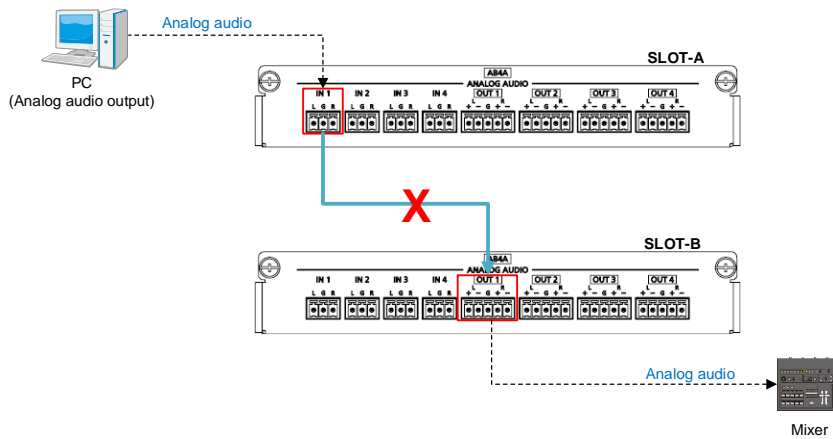 Analog audio
PC
(Analog audio output)
SLOT-A
AB4A
ANALOG AUDIO
IN 1 IN 2 IN 3 IN 4 OUT 1 OUT 2 OUT 3 OUT 4
L G R L G R L G R L G R L R L R L R L R
+ − G + − + − G + − + − G + − + − G + −
X
SLOT-B
AB4A
ANALOG AUDIO
IN 1 IN 2 IN 3 IN 4 OUT 1 OUT 2 OUT 3 OUT 4
L G R L G R L G R L G R L R L R L R L R
+ − G + − + − G + − + − G + − + − G + −
Analog audio
Mixer